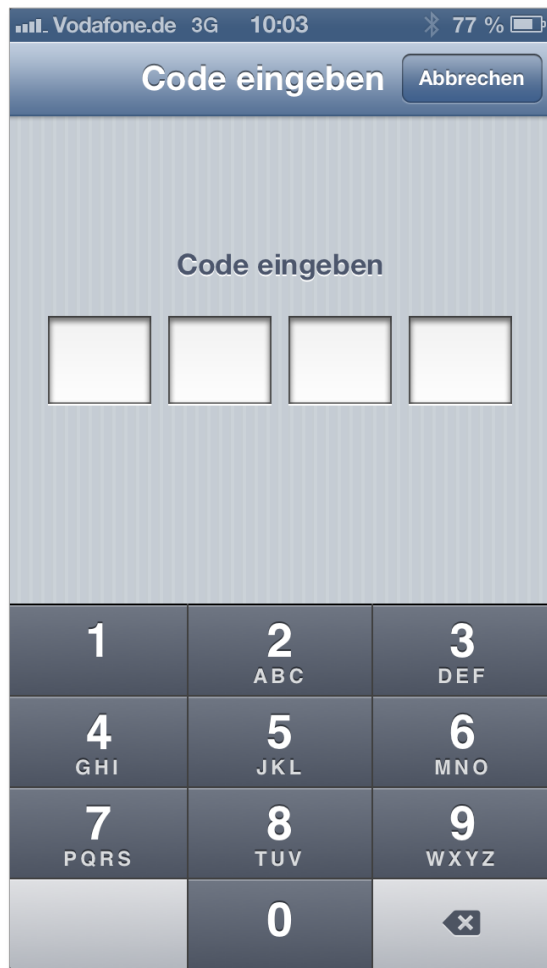 Vodafone.de 3G 10:03 77 %
Code eingeben Abbrechen
Code eingeben
1 2 3
ABC DEF
4 5 6
GHI JKL MNO
7 8 9
PQRS TUV WXYZ
0